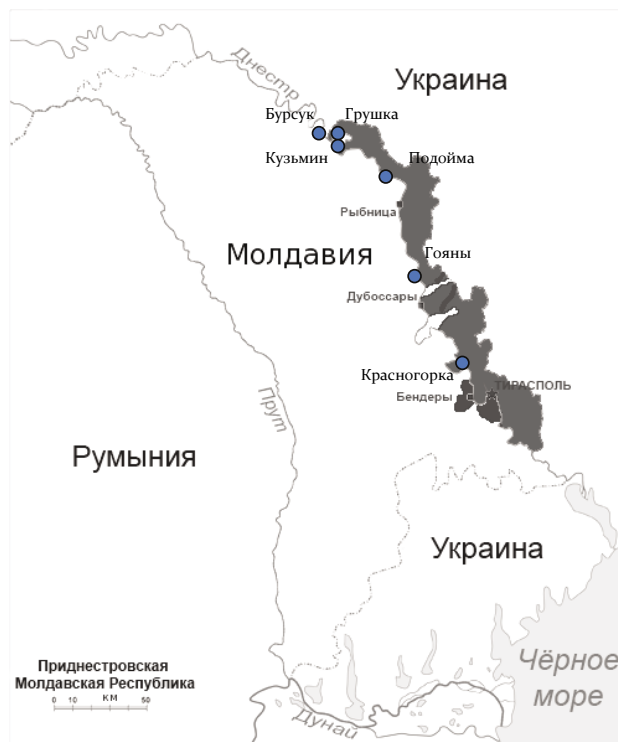 Днестр
Украина
Бурсук
Грушка
Кузьмин
Подойма
Рыбница
Молдавия
Гояны
Дубоссары
Красногорка
ТИРАСПОЛЬ
Бендеры
Прут
Румыния
Украина
Приднестровская
Молдавская Республика
0 10 КМ 50
Чёрное
море
Дунай